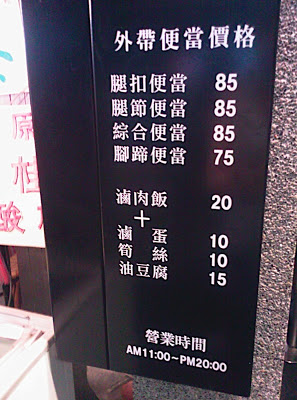 外帶便當價格
腿扣便當 85
腿節便當 85
綜合便當 85
腳蹄便當 75
滷肉飯 20
＋
滷蛋 10
筍絲 10
油豆腐 15
營業時間
AM11:00~PM20:00